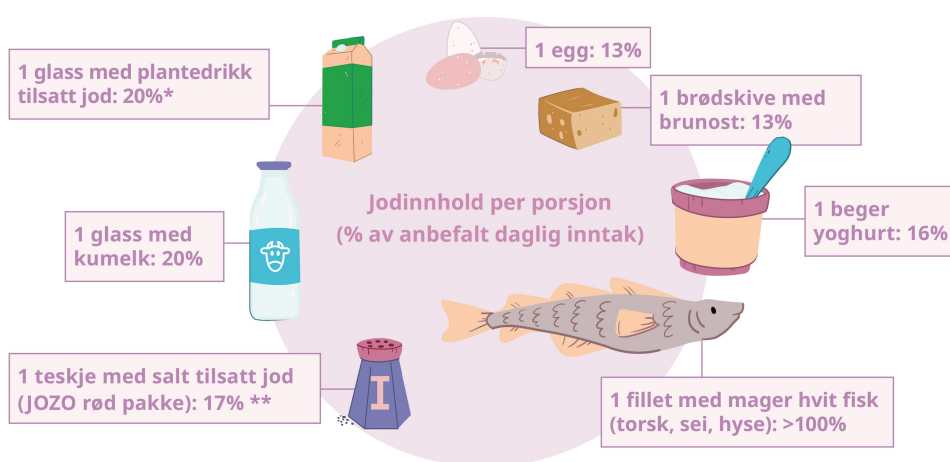 1 egg: 13%
1 glass med plantedrikk
tilsatt jod: 20%*
1 brødskive med
brunost: 13%
Jodinnhold per porsjon
(% av anbefalt daglig inntak)
1 beger
yoghurt: 16%
1 glass med
kumelk: 20%
1 teskje med salt tilsatt jod
(JOZO rød pakke): 17% **
I
1 fillet med mager hvit fisk
(torsk, sei, hyse): >100%